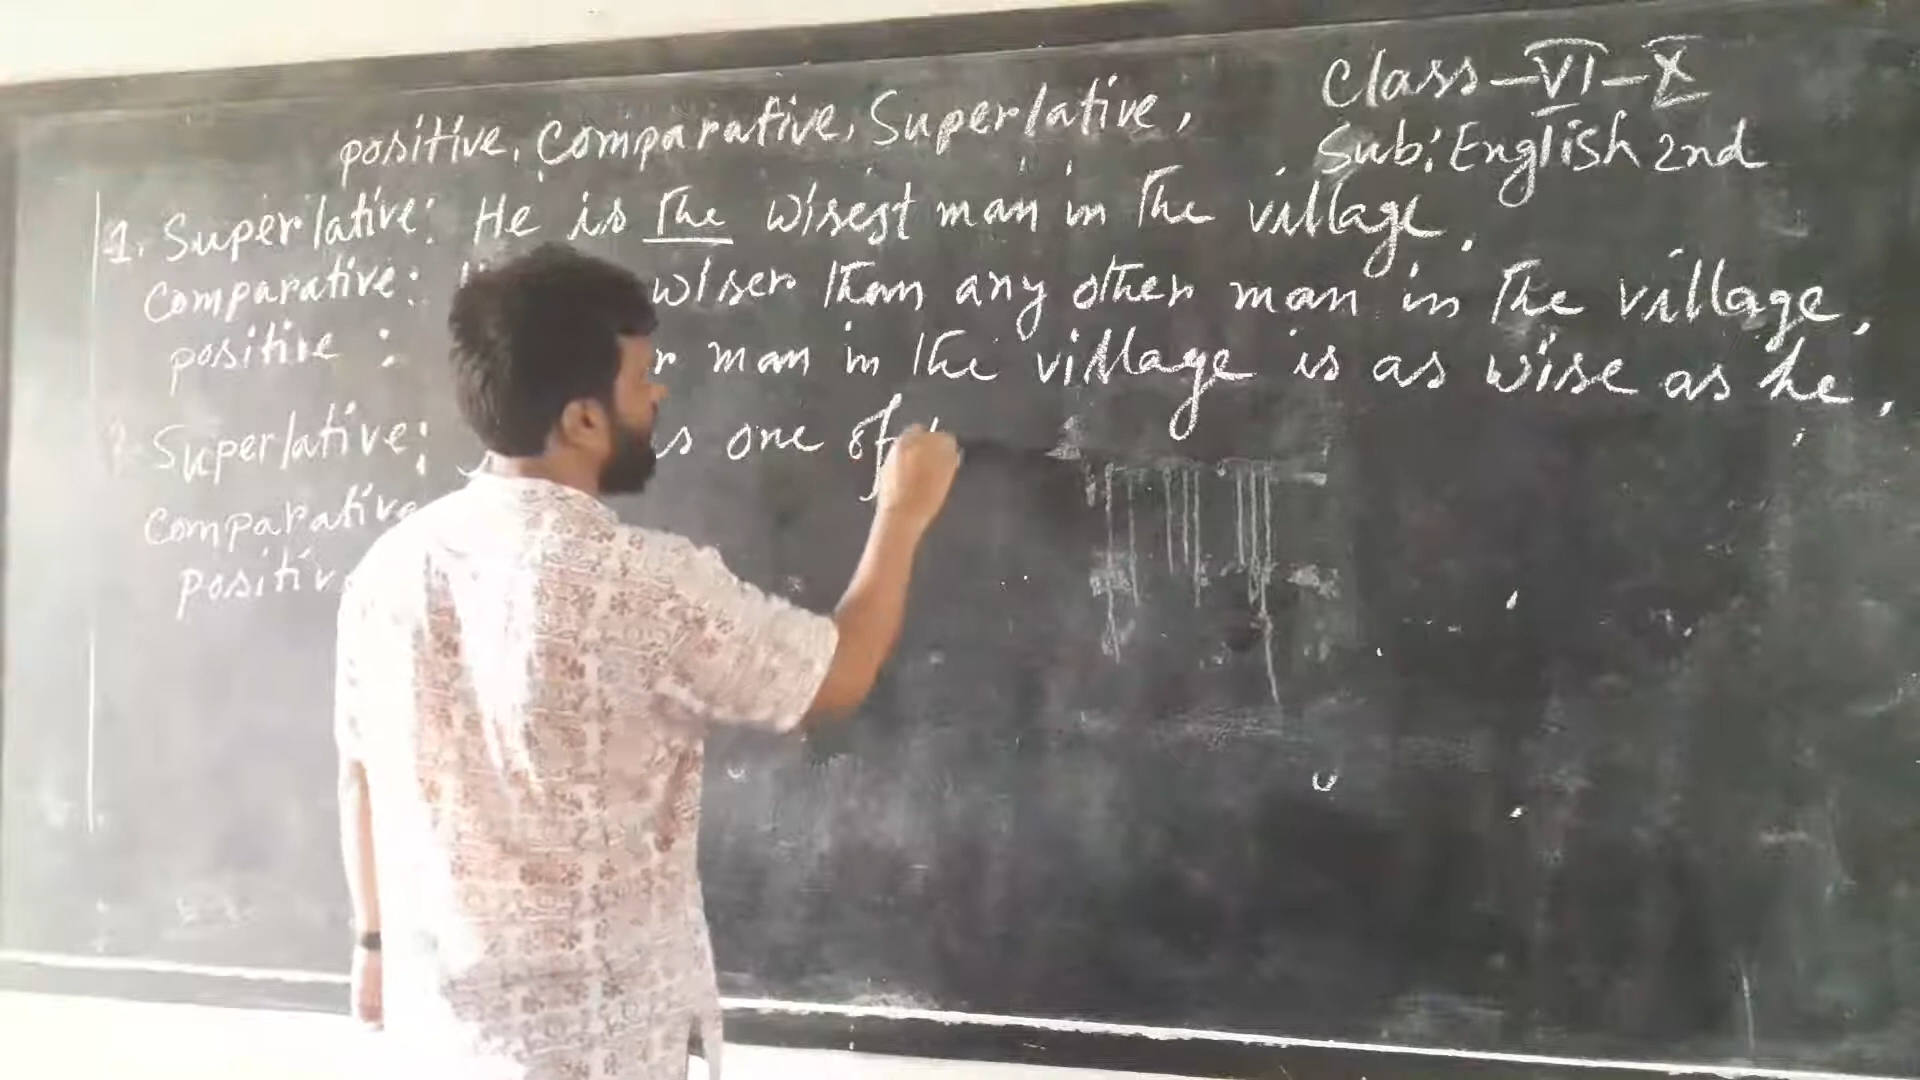 Class-VI-X
positive, Comparative, Superlative,
Sub: English 2nd
1. Superlative: He is the wisest man in the village.
Comparative: wiser than any other man in the village.
positive : man in the village is as wise as he.
Superlative: is one of
Comparative
positiv